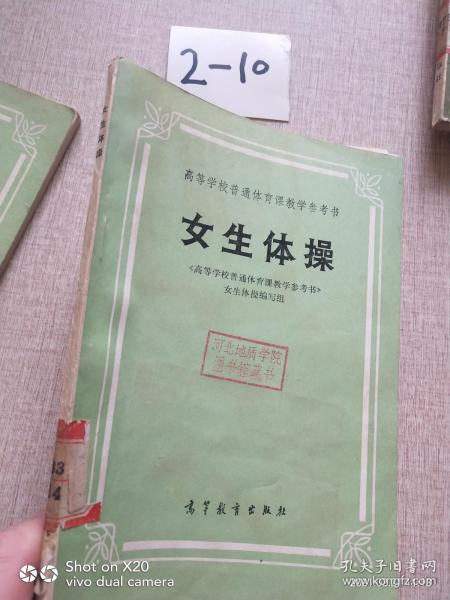 2-10
女生体操
高等学校普通体育课教学参考书
女生体操
《高等学校普通体育课教学参考书》
女生体操编写组
河北地质学院
图书馆藏书
高等教育出版社
Shot on X20
vivo dual camera
孔夫子旧书网
www.kongfz.com